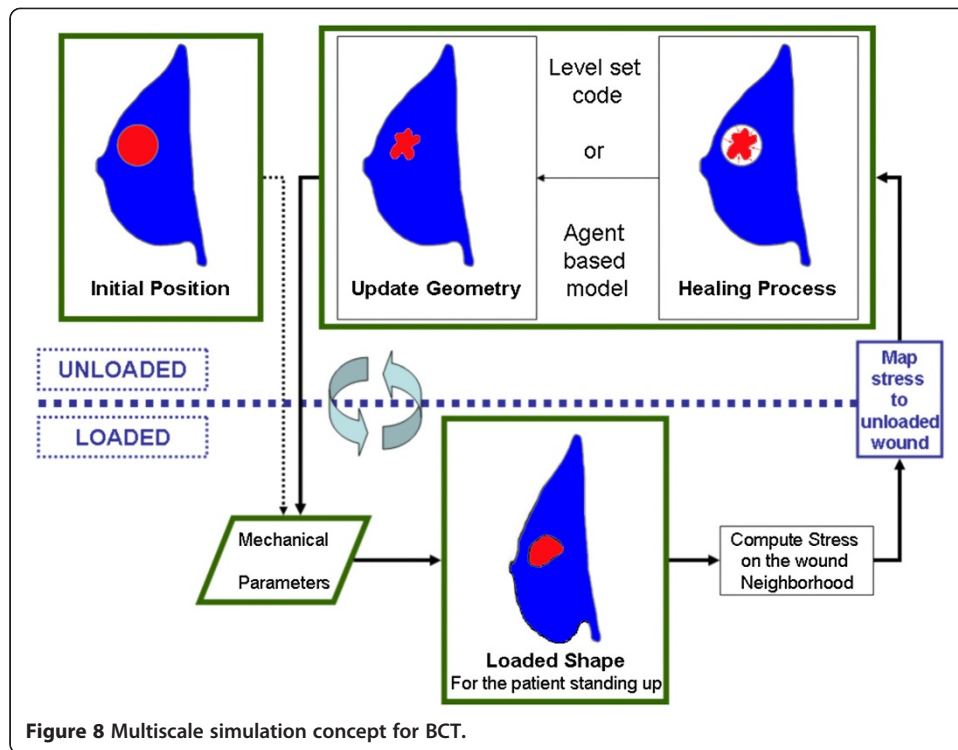 Initial Position
Update Geometry
Level set
code
or
Agent
based
model
Healing Process
UNLOADED
LOADED
Map
stress
to
unloaded
wound
Mechanical
Parameters
Loaded Shape
For the patient standing up
Compute Stress
on the wound
Neighborhood
Figure 8 Multiscale simulation concept for BCT.